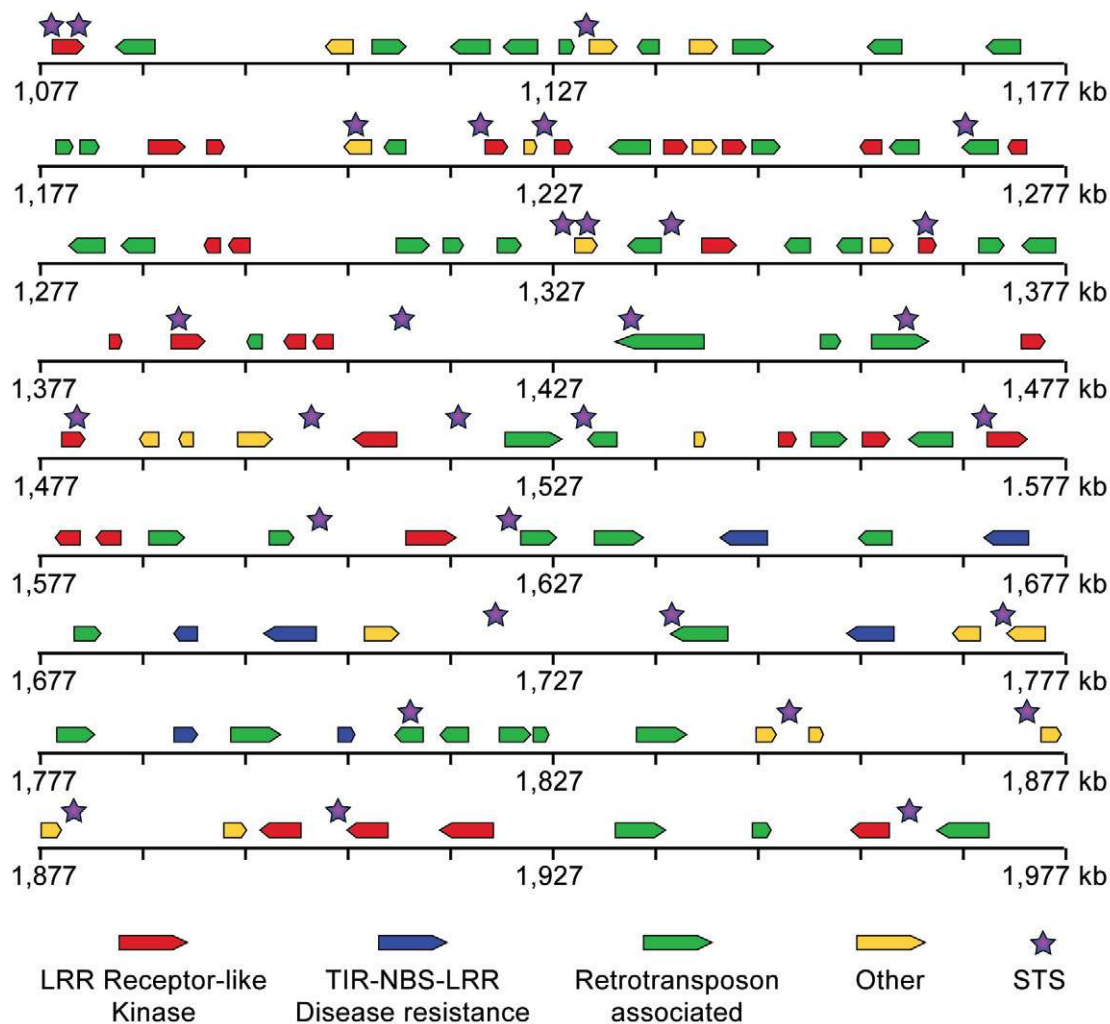 1,077 1,127 1,177 kb
1,177 1,227 1,277 kb
1,277 1,327 1,377 kb
1,377 1,427 1,477 kb
1,477 1,527 1.577 kb
1,577 1,627 1,677 kb
1,677 1,727 1,777 kb
1,777 1,827 1,877 kb
1,877 1,927 1,977 kb
LRR Receptor-like
Kinase
TIR-NBS-LRR
Disease resistance
Retrotransposon
associated
Other
STS